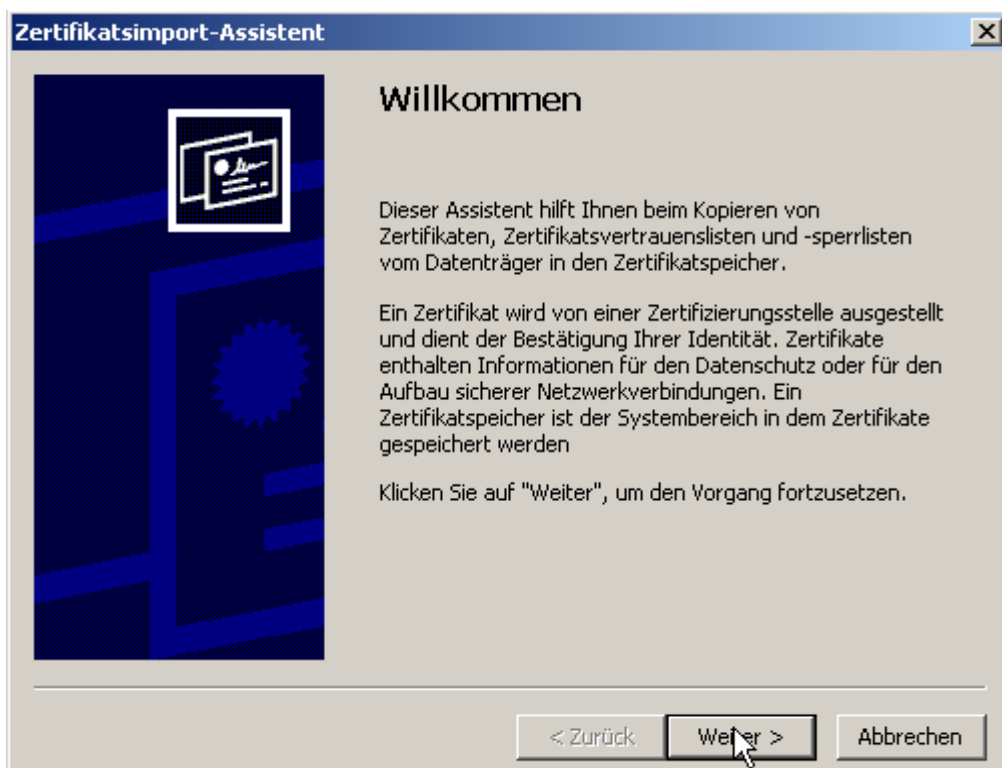 Zertifikatsimport-Assistent
Willkommen
Dieser Assistent hilft Ihnen beim Kopieren von
Zertifikaten, Zertifikatsvertrauenslisten und -sperrlisten
vom Datenträger in den Zertifikatspeicher.
Ein Zertifikat wird von einer Zertifizierungsstelle ausgestellt
und dient der Bestätigung Ihrer Identität. Zertifikate
enthalten Informationen für den Datenschutz oder für den
Aufbau sicherer Netzwerkverbindungen. Ein
Zertifikatspeicher ist der Systembereich in dem Zertifikate
gespeichert werden
Klicken Sie auf "Weiter", um den Vorgang fortzusetzen.
< Zurück Weiter > Abbrechen